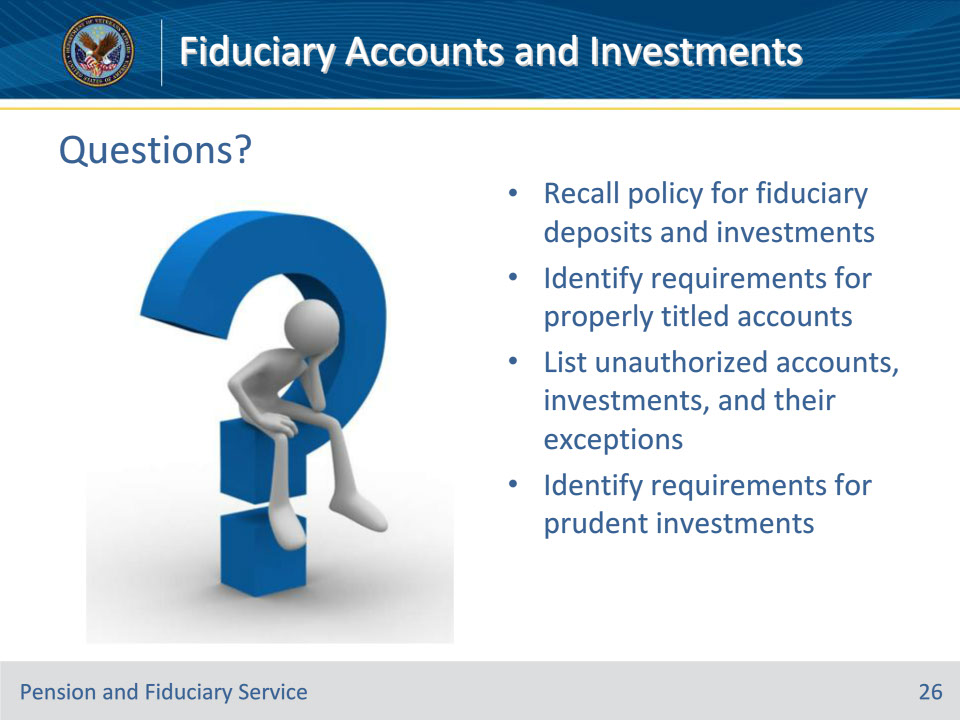 Fiduciary Accounts and Investments
Questions?
• Recall policy for fiduciary
deposits and investments
• Identify requirements for
properly titled accounts
• List unauthorized accounts,
investments, and their
exceptions
• Identify requirements for
prudent investments
Pension and Fiduciary Service
26